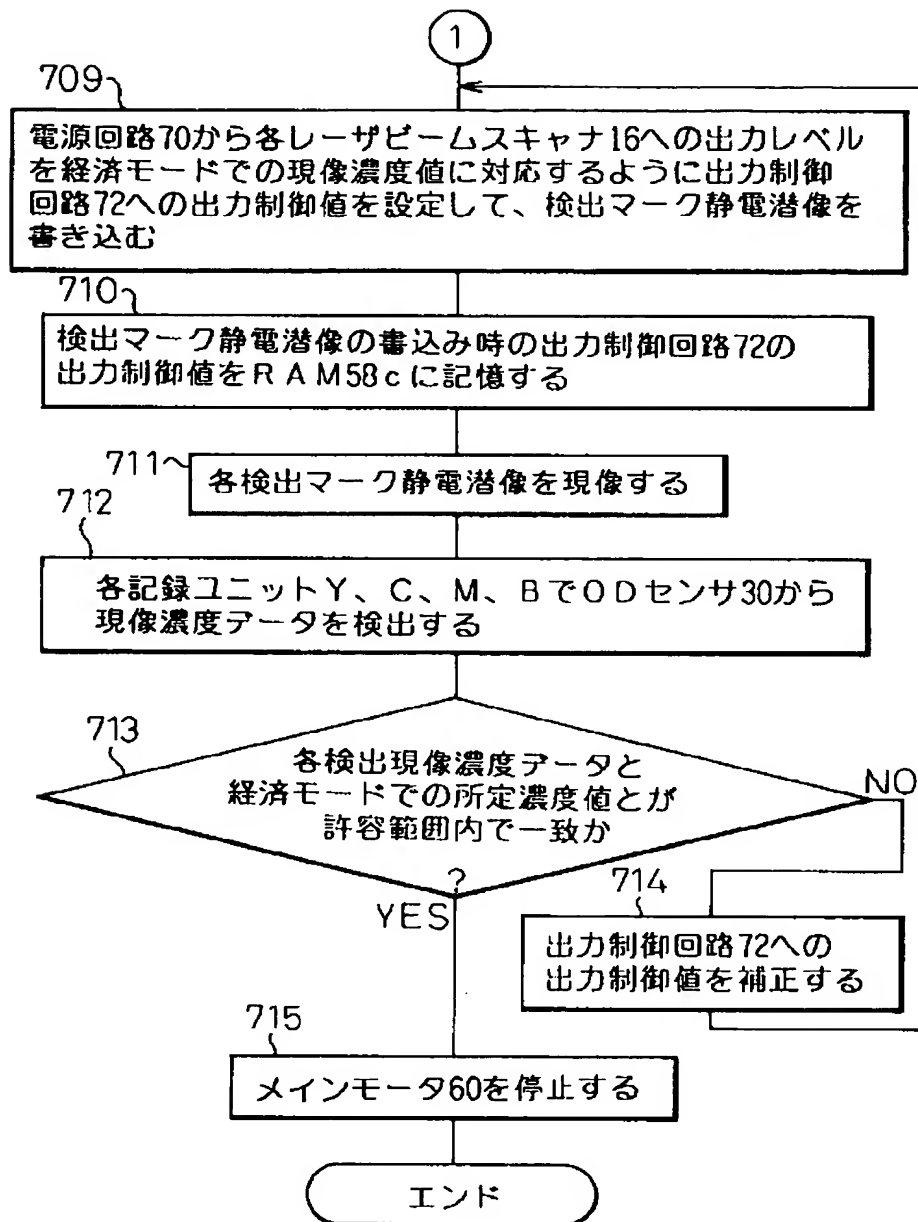 1
709
電源回路70から各レーザビームスキャナ16への出力レベル
を経済モードでの現像濃度値に対応するように出力制御
回路72への出力制御値を設定して、検出マーク静電潜像を
書き込む
710
検出マーク静電潜像の書込み時の出力制御回路72の
出力制御値をRAM58cに記憶する
711
各検出マーク静電潜像を現像する
712
各記録ユニットY、C、M、BでODセンサ30から
現像濃度データを検出する
713
各検出現像濃度データと
経済モードでの所定濃度値とが
許容範囲内で一致か
?
NO
YES
714
出力制御回路72への
出力制御値を補正する
715
メインモータ60を停止する
エンド